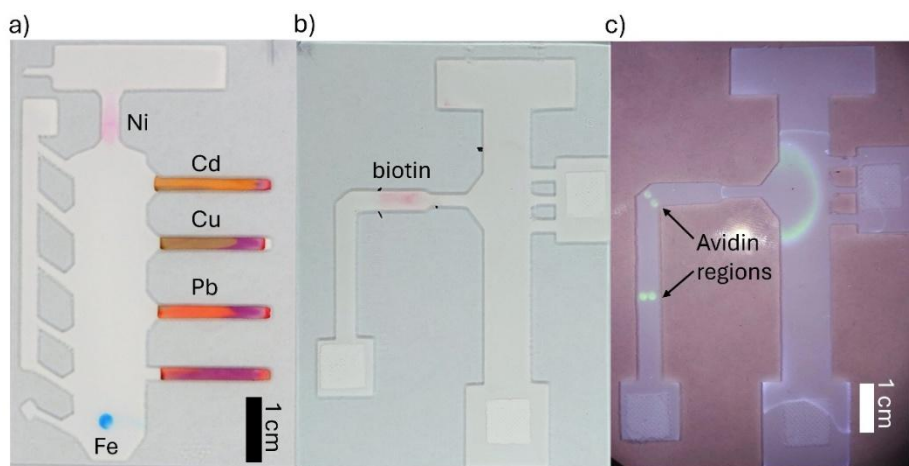 a)
b)
c)
Ni
Cd
Cu
Pb
Fe
1 cm
biotin
Avidin
regions
1 cm